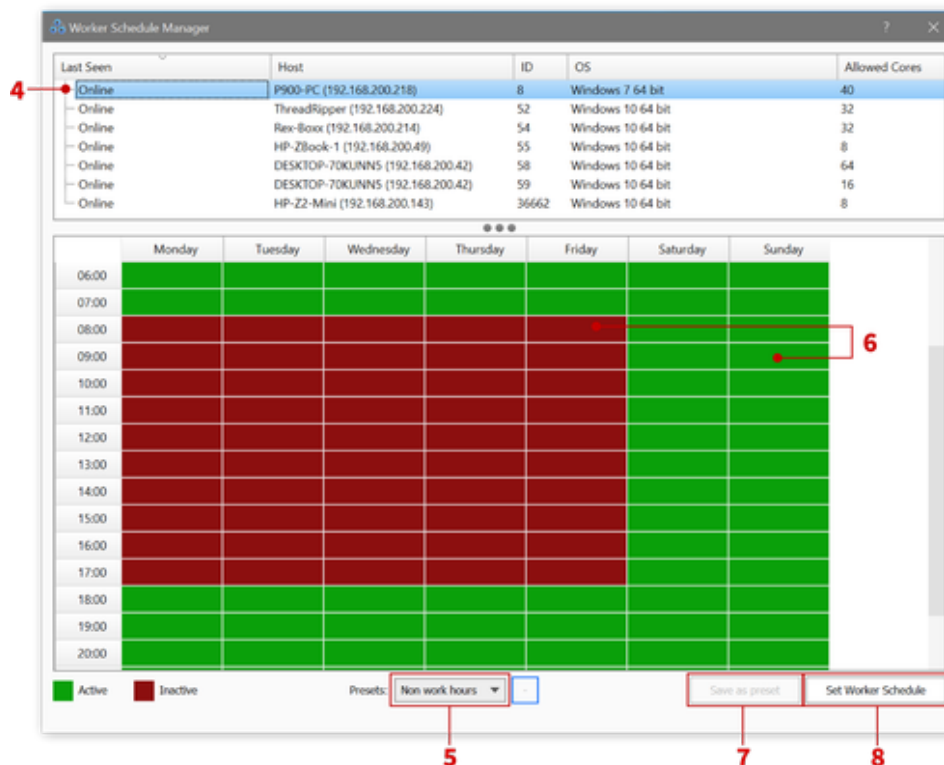 Worker Schedule Manager ? ×
Last Seen Host ID OS Allowed Cores
4 Online P900-PC (192.168.200.218) 8 Windows 7 64 bit 40
Online ThreadRipper (192.168.200.224) 52 Windows 10 64 bit 32
Online Rex-Boxx (192.168.200.214) 54 Windows 10 64 bit 32
Online HP-ZBook-1 (192.168.200.49) 55 Windows 10 64 bit 8
Online DESKTOP-70KUNN5 (192.168.200.42) 58 Windows 10 64 bit 64
Online DESKTOP-70KUNN5 (192.168.200.42) 59 Windows 10 64 bit 16
Online HP-Z2-Mini (192.168.200.143) 36662 Windows 10 64 bit 8
Monday Tuesday Wednesday Thursday Friday Saturday Sunday
06:00
07:00
08:00
6
09:00
10:00
11:00
12:00
13:00
14:00
15:00
16:00
17:00
18:00
19:00
20:00
Active Inactive Presets: Non work hours - Save as preset Set Worker Schedule
5 7 8